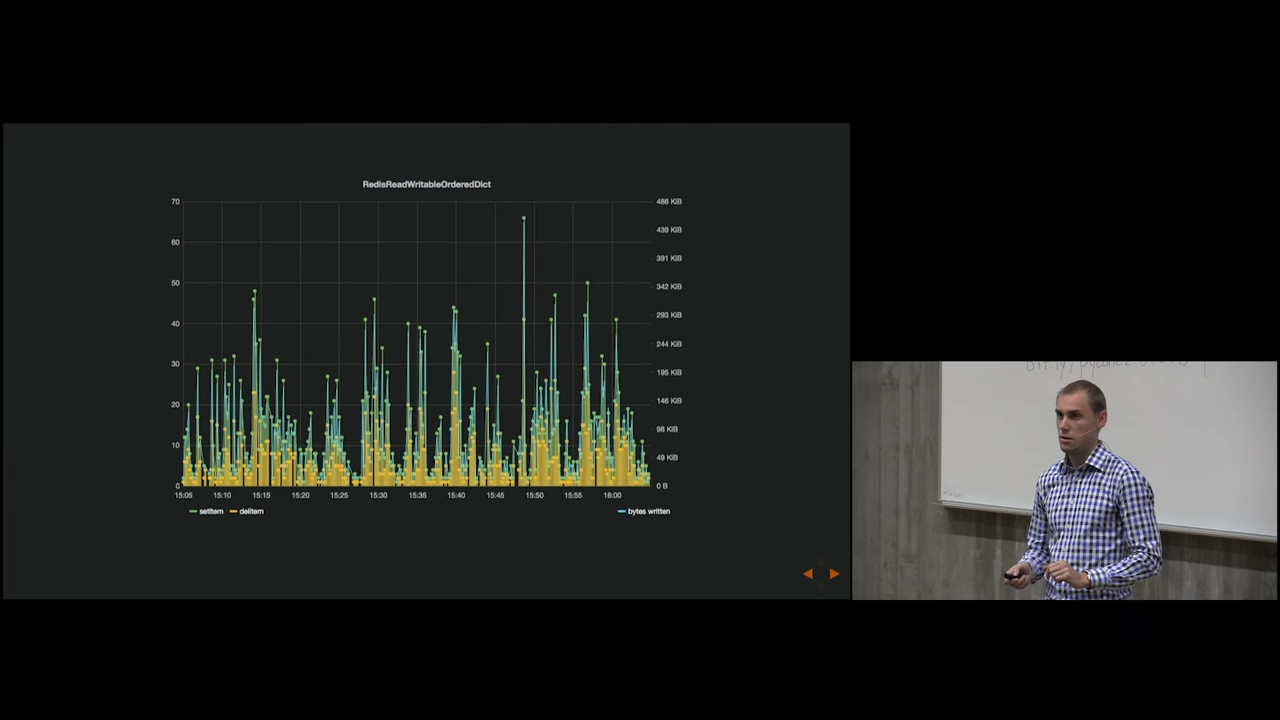 RedisReadWritableOrderedDict
70 488 KiB
60 439 KiB
391 KiB
50 342 KiB
40 293 KiB
244 KiB
30 195 KiB
20 146 KiB
98 KiB
10 49 KiB
0 0 B
15:05 15:10 15:15 15:20 15:25 15:30 15:35 15:40 15:45 15:50 15:55 16:00
setitem delitem bytes written